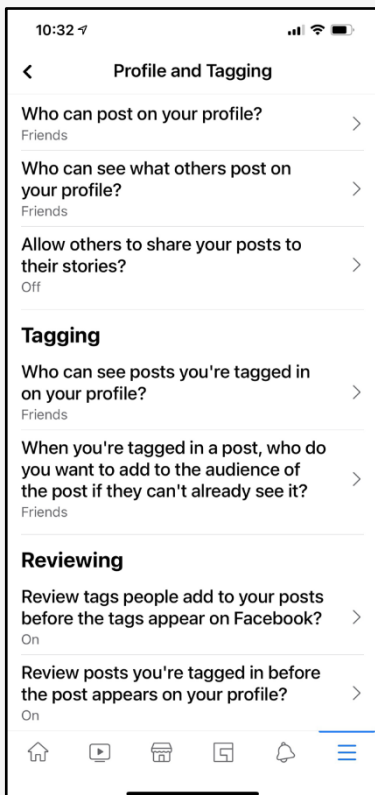 10:32
Profile and Tagging
Who can post on your profile?
Friends
Who can see what others post on
your profile?
Friends
Allow others to share your posts to
their stories?
Off
Tagging
Who can see posts you're tagged in
on your profile?
Friends
When you're tagged in a post, who do
you want to add to the audience of
the post if they can't already see it?
Friends
Reviewing
Review tags people add to your posts
before the tags appear on Facebook?
On
Review posts you're tagged in before
the post appears on your profile?
On